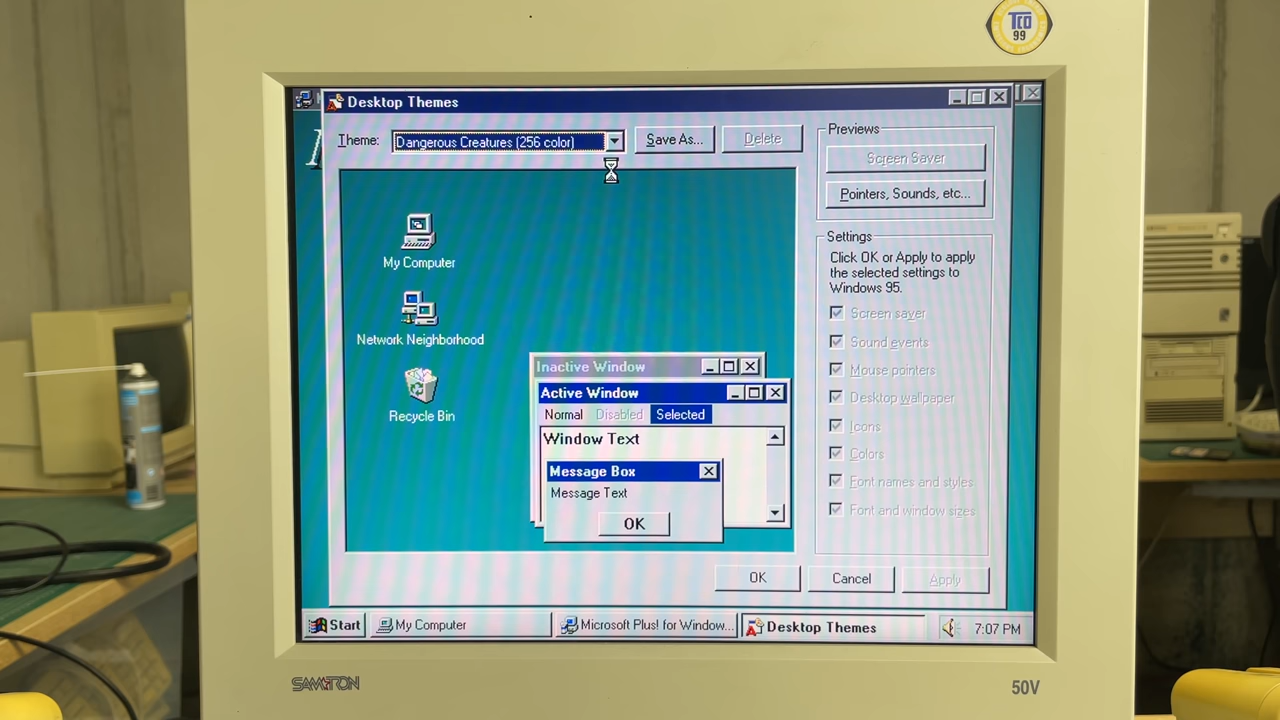 TCO
99
Desktop Themes
Theme:
Dangerous Creatures (256 color)
Save As...
Delete
Previews
Screen Saver
Pointers, Sounds, etc...
My Computer
Network Neighborhood
Recycle Bin
Inactive Window
Active Window
Normal Disabled Selected
Window Text
Message Box
Message Text
OK
Settings
Click OK or Apply to apply
the selected settings to
Windows 95.
Screen saver
Sound events
Mouse pointers
Desktop wallpaper
Icons
Colors
Font names and styles
Font and window sizes
OK
Cancel
Apply
Start
My Computer
Microsoft Plus! for Window...
Desktop Themes
7:07 PM
SAMTRON
50V